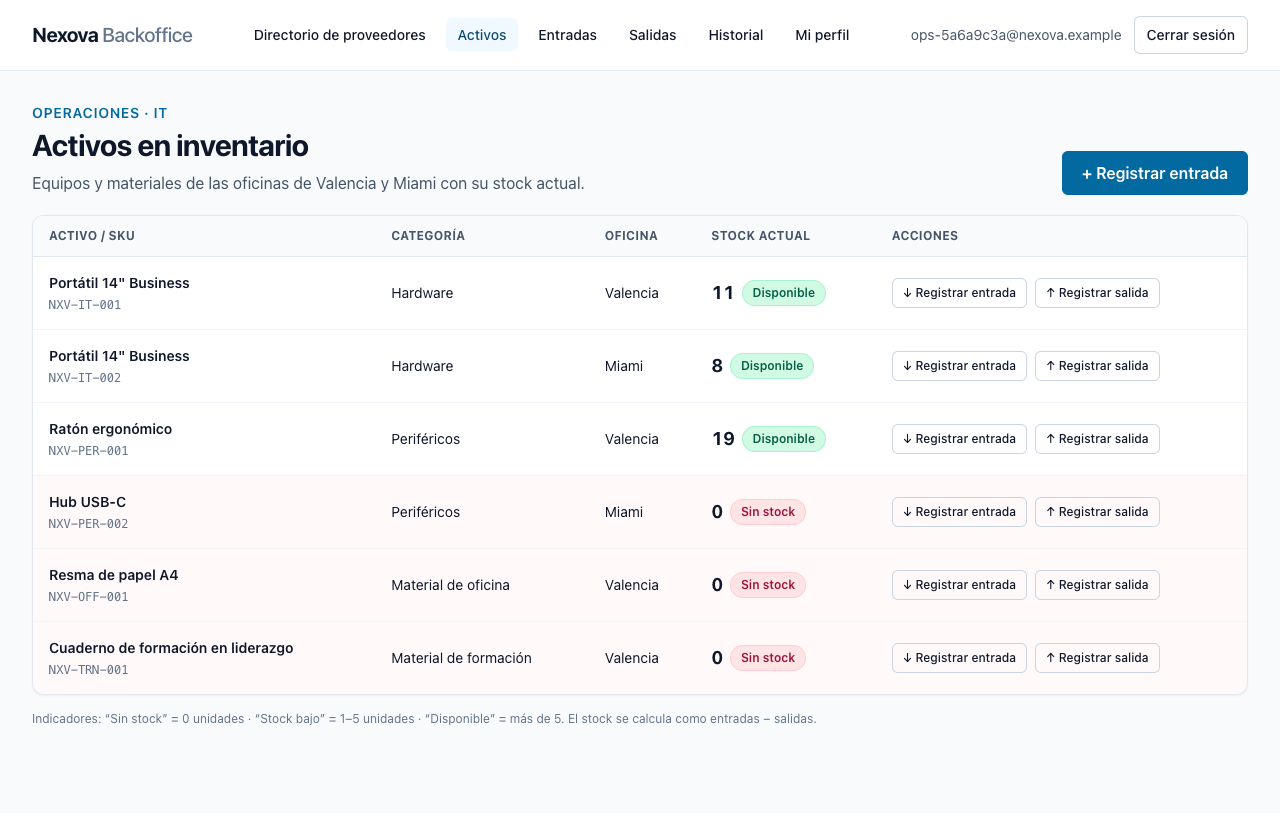 Nexova Backoffice
Directorio de proveedores
Activos
Entradas
Salidas
Historial
Mi perfil
ops-5a6a9c3a@nexova.example
Cerrar sesión
OPERACIONES · IT
Activos en inventario
Equipos y materiales de las oficinas de Valencia y Miami con su stock actual.
+ Registrar entrada
ACTIVO / SKU CATEGORÍA OFICINA STOCK ACTUAL ACCIONES
Portátil 14" Business
NXV-IT-001
Hardware Valencia 11 Disponible ↓ Registrar entrada ↑ Registrar salida
Portátil 14" Business
NXV-IT-002
Hardware Miami 8 Disponible ↓ Registrar entrada ↑ Registrar salida
Ratón ergonómico
NXV-PER-001
Periféricos Valencia 19 Disponible ↓ Registrar entrada ↑ Registrar salida
Hub USB-C
NXV-PER-002
Periféricos Miami 0 Sin stock ↓ Registrar entrada ↑ Registrar salida
Resma de papel A4
NXV-OFF-001
Material de oficina Valencia 0 Sin stock ↓ Registrar entrada ↑ Registrar salida
Cuaderno de formación en liderazgo
NXV-TRN-001
Material de formación Valencia 0 Sin stock ↓ Registrar entrada ↑ Registrar salida
Indicadores: “Sin stock” = 0 unidades · “Stock bajo” = 1–5 unidades · “Disponible” = más de 5. El stock se calcula como entradas − salidas.